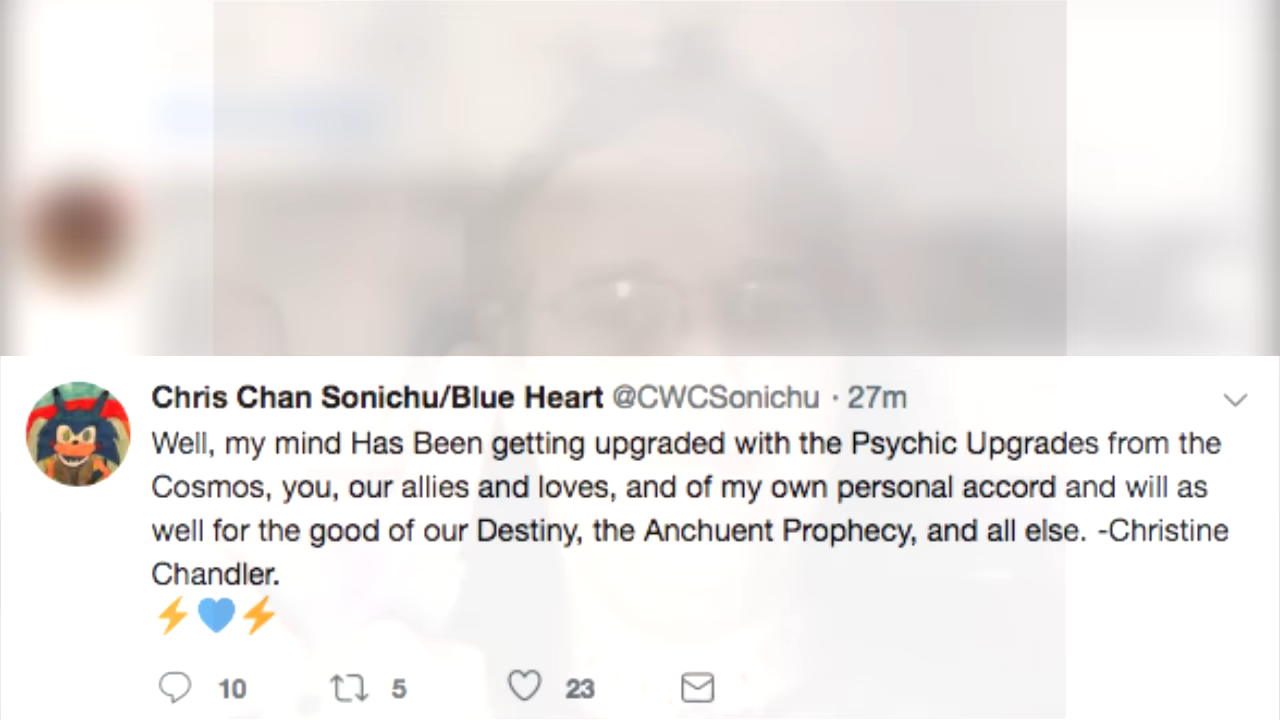 Chris Chan Sonichu/Blue Heart @CWCSonichu · 27m
Well, my mind Has Been getting upgraded with the Psychic Upgrades from the
Cosmos, you, our allies and loves, and of my own personal accord and will as
well for the good of our Destiny, the Anchuent Prophecy, and all else. -Christine
Chandler.
⚡💙⚡
10 5 23